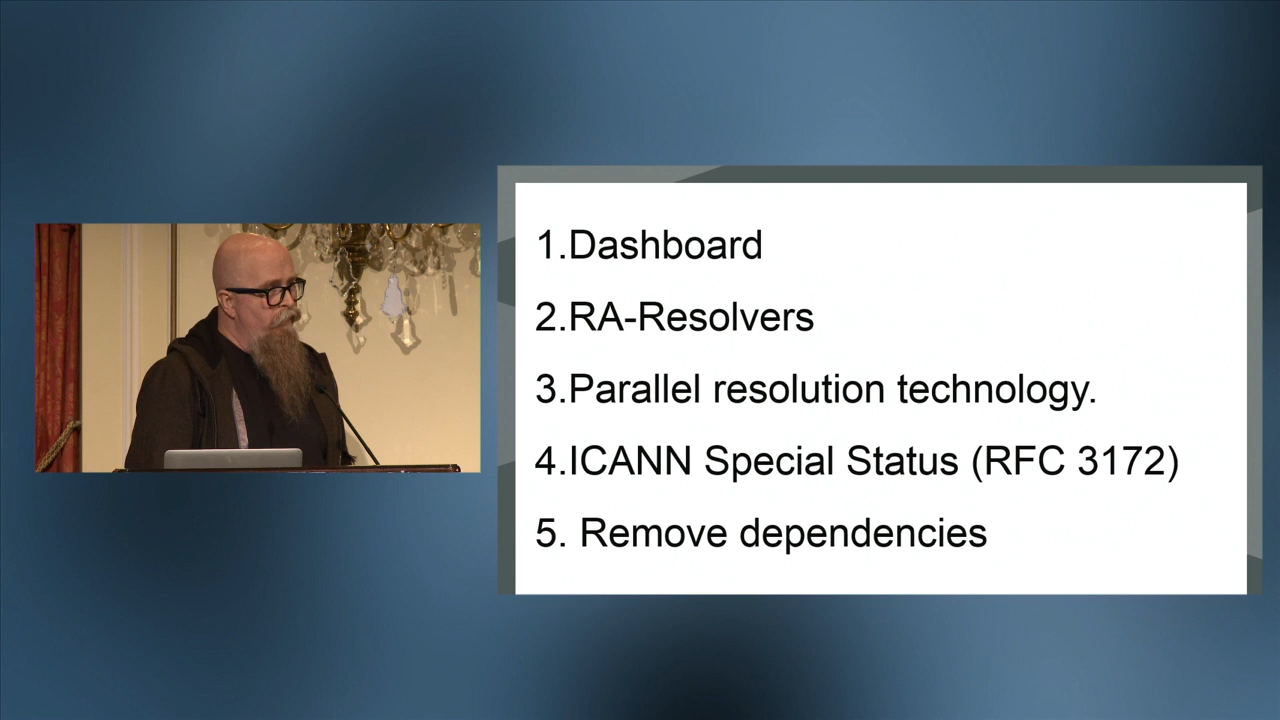 1.Dashboard
2.RA-Resolvers
3.Parallel resolution technology.
4.ICANN Special Status (RFC 3172)
5. Remove dependencies